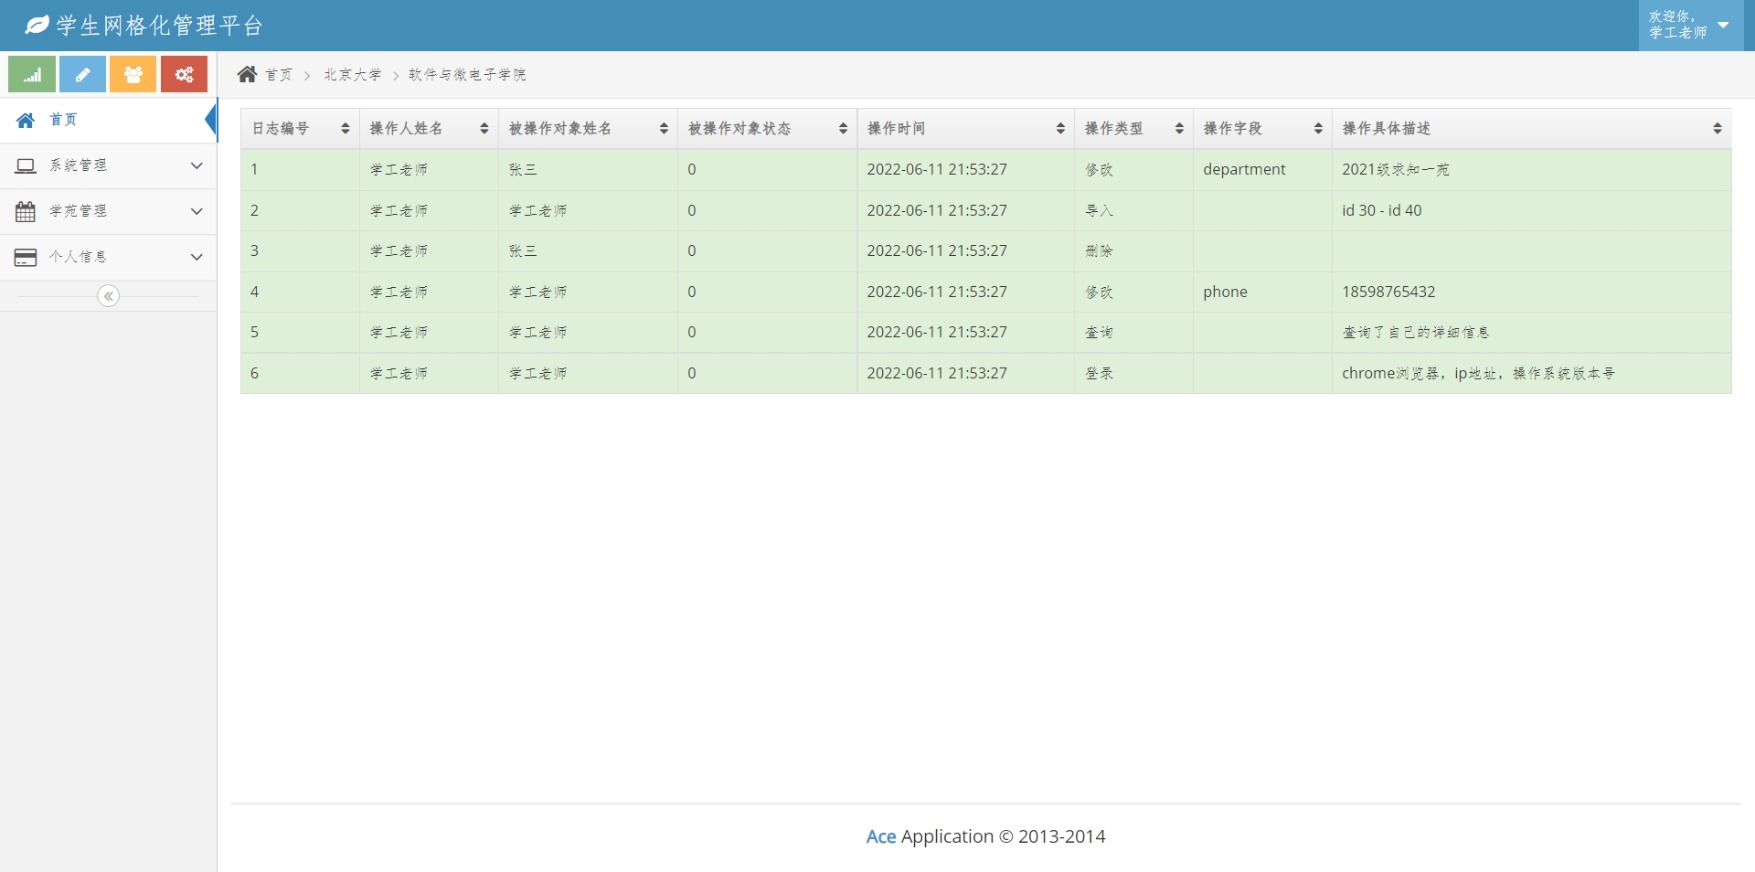 学生网格化管理平台
欢迎你，
学工老师
首页 北京大学 软件与微电子学院
首页
系统管理
学苑管理
个人信息
日志编号 操作人姓名 被操作对象姓名 被操作对象状态 操作时间 操作类型 操作字段 操作具体描述
1 学工老师 张三 0 2022-06-11 21:53:27 修改 department 2021级求知一苑
2 学工老师 学工老师 0 2022-06-11 21:53:27 导入 id 30 - id 40
3 学工老师 张三 0 2022-06-11 21:53:27 删除
4 学工老师 学工老师 0 2022-06-11 21:53:27 修改 phone 18598765432
5 学工老师 学工老师 0 2022-06-11 21:53:27 查询 查询了自己的详细信息
6 学工老师 学工老师 0 2022-06-11 21:53:27 登录 chrome浏览器，ip地址，操作系统版本号
Ace Application © 2013-2014